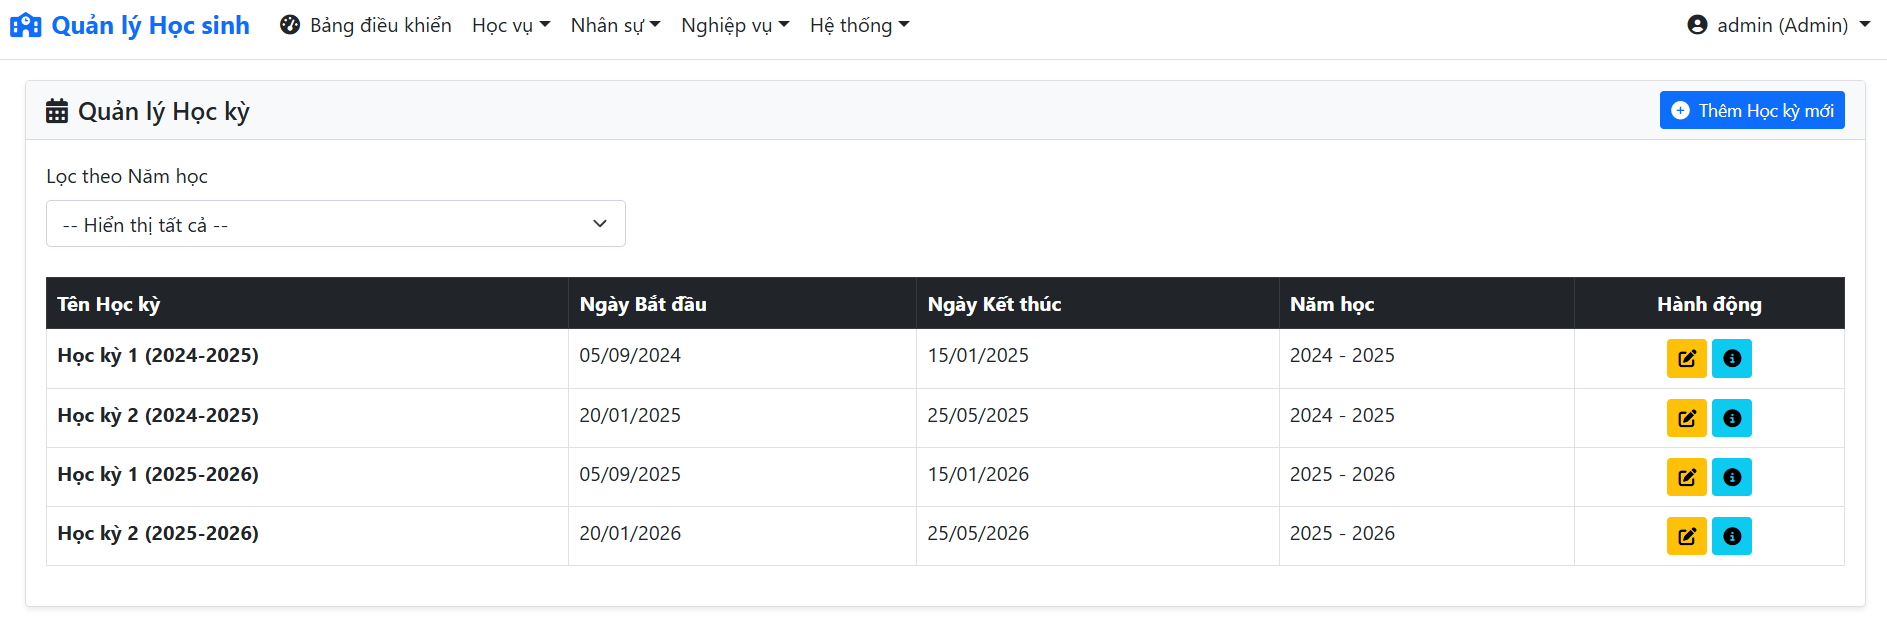 Quản lý Học sinh Bảng điều khiển Học vụ Nhân sự Nghiệp vụ Hệ thống admin (Admin)
Quản lý Học kỳ Thêm Học kỳ mới
Lọc theo Năm học
-- Hiển thị tất cả --
Tên Học kỳ Ngày Bắt đầu Ngày Kết thúc Năm học Hành động
Học kỳ 1 (2024-2025) 05/09/2024 15/01/2025 2024 - 2025
Học kỳ 2 (2024-2025) 20/01/2025 25/05/2025 2024 - 2025
Học kỳ 1 (2025-2026) 05/09/2025 15/01/2026 2025 - 2026
Học kỳ 2 (2025-2026) 20/01/2026 25/05/2026 2025 - 2026